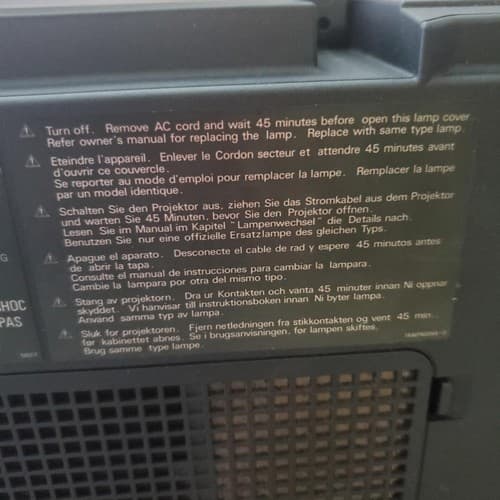 Turn off. Remove AC cord and wait 45 minutes before open this lamp cover
Refer owner's manual for replacing the lamp. Replace with same type lamp.
Eteindre l'appareil. Enlever le Cordon secteur et attendre 45 minutes avant
d'ouvrir ce couvercle.
Se reporter au mode d'emploi pour remplacer la lampe. Remplacer la lampe
par un modèle identique.
Schalten Sie den Projektor aus, ziehen Sie das Stromkabel aus dem Projektor
und warten Sie 45 Minuten, bevor Sie den Projektor öffnen.
Lesen Sie im Manual im Kapitel "Lampenwechsel" die Details nach.
Benutzen Sie nur eine offizielle Ersatzlampe des gleichen Typs.
Apague el aparato. Desconecte el cable de rad y espere 45 minutos antes
de abrir la tapa.
Consulte el manual de instrucciones para cambiar la lampara.
Cambie la lampara por otra del mismo tipo.
Stang av projektorn. Dra ur Kontakten och vanta 45 minuter innan Ni oppnar
skyddet. Vi hanvisar till instruktionsboken innan Ni byter lampa.
Anvand samma typ av lampa.
Sluk for projektoren. Fjern netledningen fra stikkontakten og vent 45 min...
før kabinettet abnes. Se i brugsanvisningen, for lampen skiftes.
Brug samme type lampe.
G
SHOC
PAS